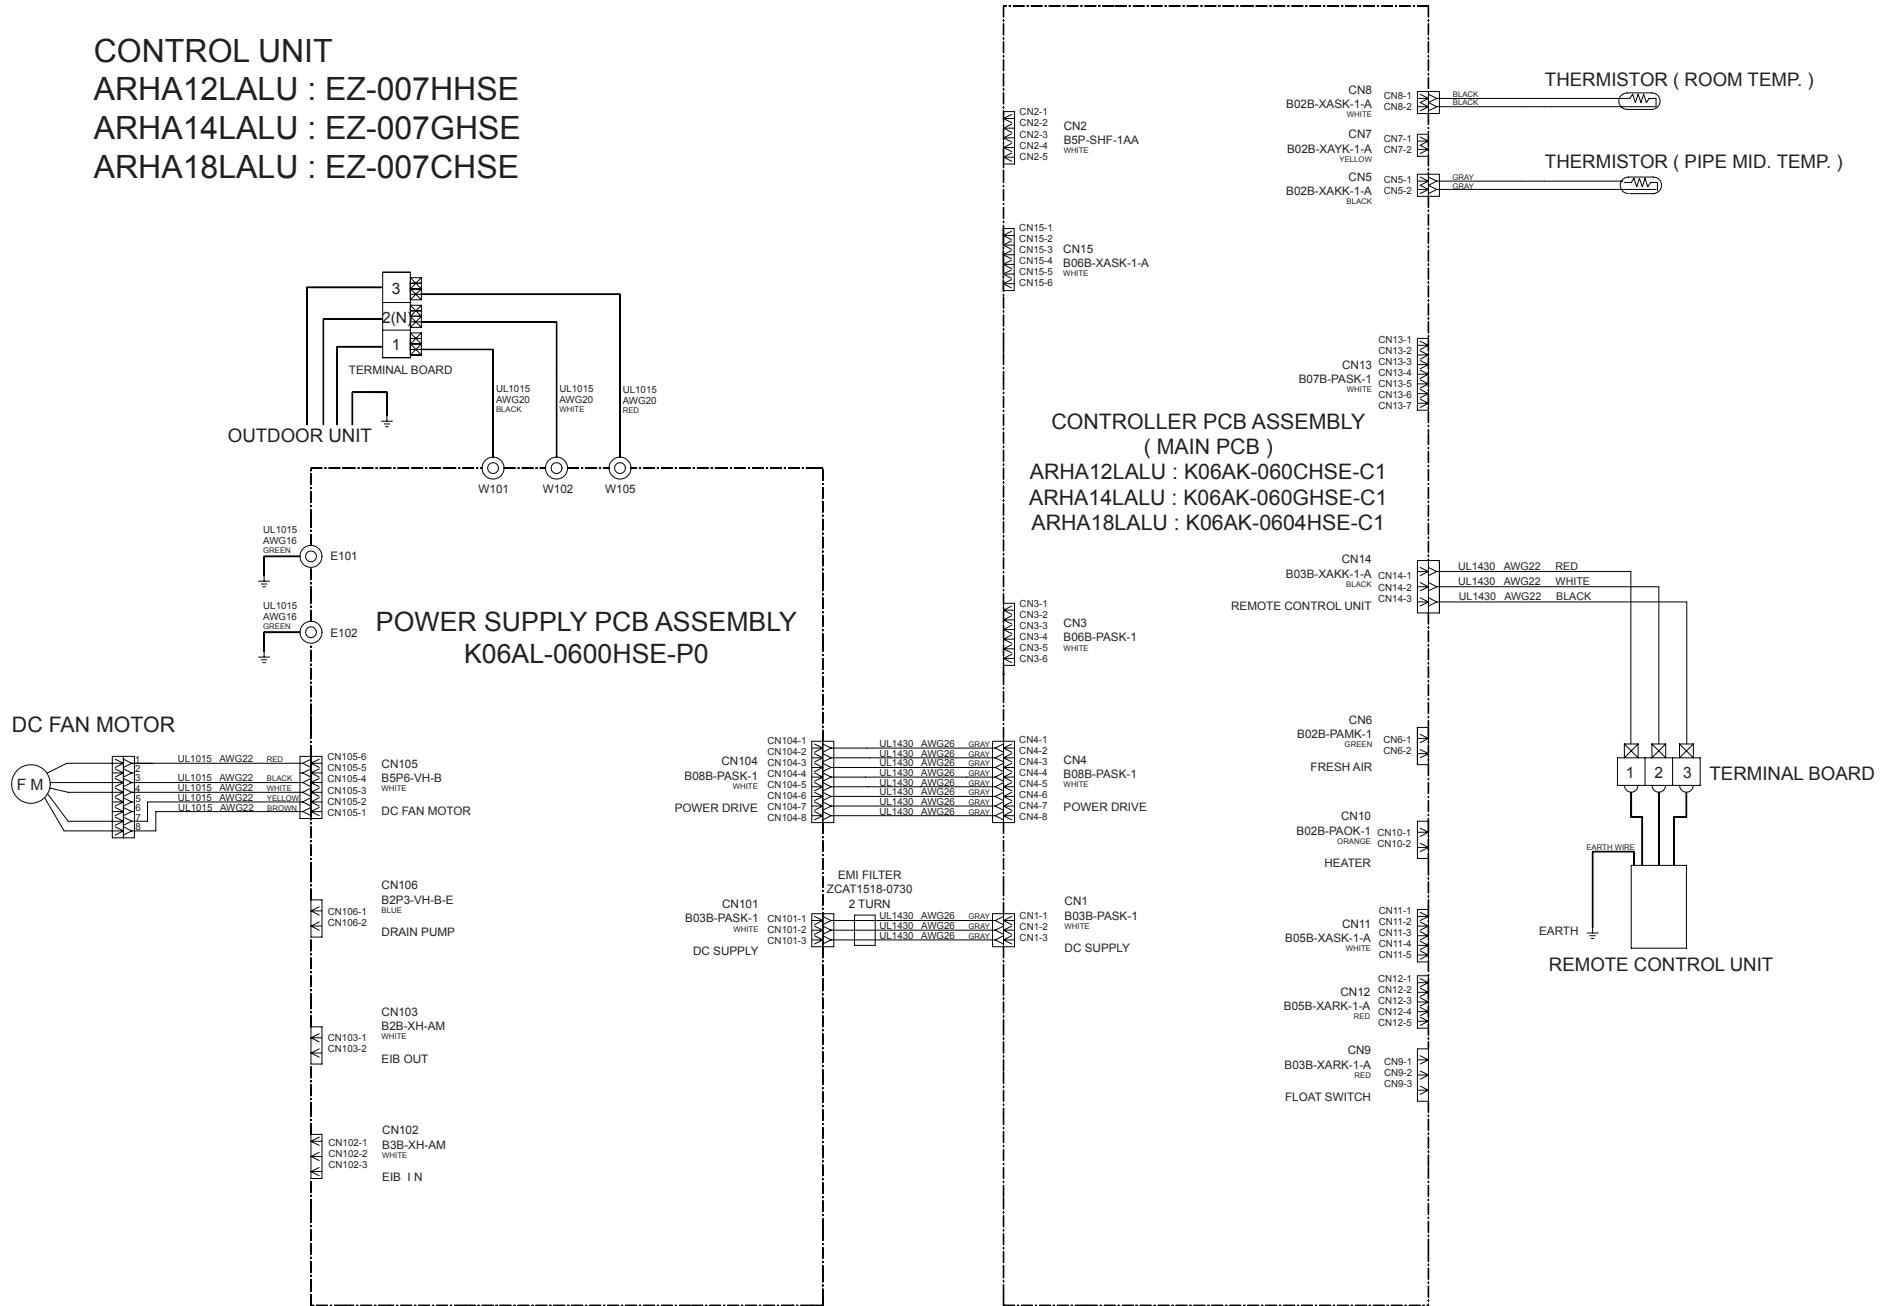 CONTROL UNIT
ARHA12LALU : EZ-007HHSE
ARHA14LALU : EZ-007GHSE
ARHA18LALU : EZ-007CHSE
3
2(N)
1
TERMINAL BOARD
OUTDOOR UNIT
UL1015
AWG20
BLACK
UL1015
AWG20
WHITE
UL1015
AWG20
RED
W101
W102
W105
UL1015
AWG16
GREEN
E101
UL1015
AWG16
GREEN
E102
POWER SUPPLY PCB ASSEMBLY
K06AL-0600HSE-P0
DC FAN MOTOR
F M
1
2
3
4
5
6
7
8
UL1015 AWG22 RED
UL1015 AWG22 BLACK
UL1015 AWG22 WHITE
UL1015 AWG22 YELLOW
UL1015 AWG22 BROWN
CN105-6
CN105-5
CN105-4
CN105-3
CN105-2
CN105-1
CN105
B5P6-VH-B
WHITE
DC FAN MOTOR
CN106-1
CN106-2
CN106
B2P3-VH-B-E
BLUE
DRAIN PUMP
CN103-1
CN103-2
CN103
B2B-XH-AM
WHITE
EIB OUT
CN102-1
CN102-2
CN102-3
CN102
B3B-XH-AM
WHITE
EIB I N
CN104
B08B-PASK-1
WHITE
POWER DRIVE
CN104-1
CN104-2
CN104-3
CN104-4
CN104-5
CN104-6
CN104-7
CN104-8
UL1430 AWG26 GRAY
UL1430 AWG26 GRAY
UL1430 AWG26 GRAY
UL1430 AWG26 GRAY
UL1430 AWG26 GRAY
UL1430 AWG26 GRAY
UL1430 AWG26 GRAY
UL1430 AWG26 GRAY
CN4-1
CN4-2
CN4-3
CN4-4
CN4-5
CN4-6
CN4-7
CN4-8
CN4
B08B-PASK-1
WHITE
POWER DRIVE
CN101
B03B-PASK-1
WHITE
DC SUPPLY
CN101-1
CN101-2
CN101-3
EMI FILTER
ZCAT1518-0730
2 TURN
UL1430 AWG26 GRAY
UL1430 AWG26 GRAY
UL1430 AWG26 GRAY
CN1-1
CN1-2
CN1-3
CN1
B03B-PASK-1
WHITE
DC SUPPLY
CN2-1
CN2-2
CN2-3
CN2-4
CN2-5
CN2
B5P-SHF-1AA
WHITE
CN15-1
CN15-2
CN15-3
CN15-4
CN15-5
CN15-6
CN15
B06B-XASK-1-A
WHITE
CONTROLLER PCB ASSEMBLY
( MAIN PCB )
ARHA12LALU : K06AK-060CHSE-C1
ARHA14LALU : K06AK-060GHSE-C1
ARHA18LALU : K06AK-0604HSE-C1
CN3-1
CN3-2
CN3-3
CN3-4
CN3-5
CN3-6
CN3
B06B-PASK-1
WHITE
CN8
B02B-XASK-1-A
WHITE
CN8-1
CN8-2
BLACK
BLACK
THERMISTOR ( ROOM TEMP. )
CN7
B02B-XAYK-1-A
YELLOW
CN7-1
CN7-2
CN5
B02B-XAKK-1-A
BLACK
CN5-1
CN5-2
GRAY
GRAY
THERMISTOR ( PIPE MID. TEMP. )
CN13
B07B-PASK-1
WHITE
CN13-1
CN13-2
CN13-3
CN13-4
CN13-5
CN13-6
CN13-7
CN14
B03B-XAKK-1-A
BLACK
REMOTE CONTROL UNIT
CN14-1
CN14-2
CN14-3
UL1430 AWG22 RED
UL1430 AWG22 WHITE
UL1430 AWG22 BLACK
CN6
B02B-PAMK-1
GREEN
FRESH AIR
CN6-1
CN6-2
CN10
B02B-PAOK-1
ORANGE
HEATER
CN10-1
CN10-2
CN11
B05B-XASK-1-A
WHITE
CN11-1
CN11-2
CN11-3
CN11-4
CN11-5
CN12
B05B-XARK-1-A
RED
CN12-1
CN12-2
CN12-3
CN12-4
CN12-5
CN9
B03B-XARK-1-A
RED
FLOAT SWITCH
CN9-1
CN9-2
CN9-3
1 2 3
TERMINAL BOARD
EARTH WIRE
EARTH
REMOTE CONTROL UNIT